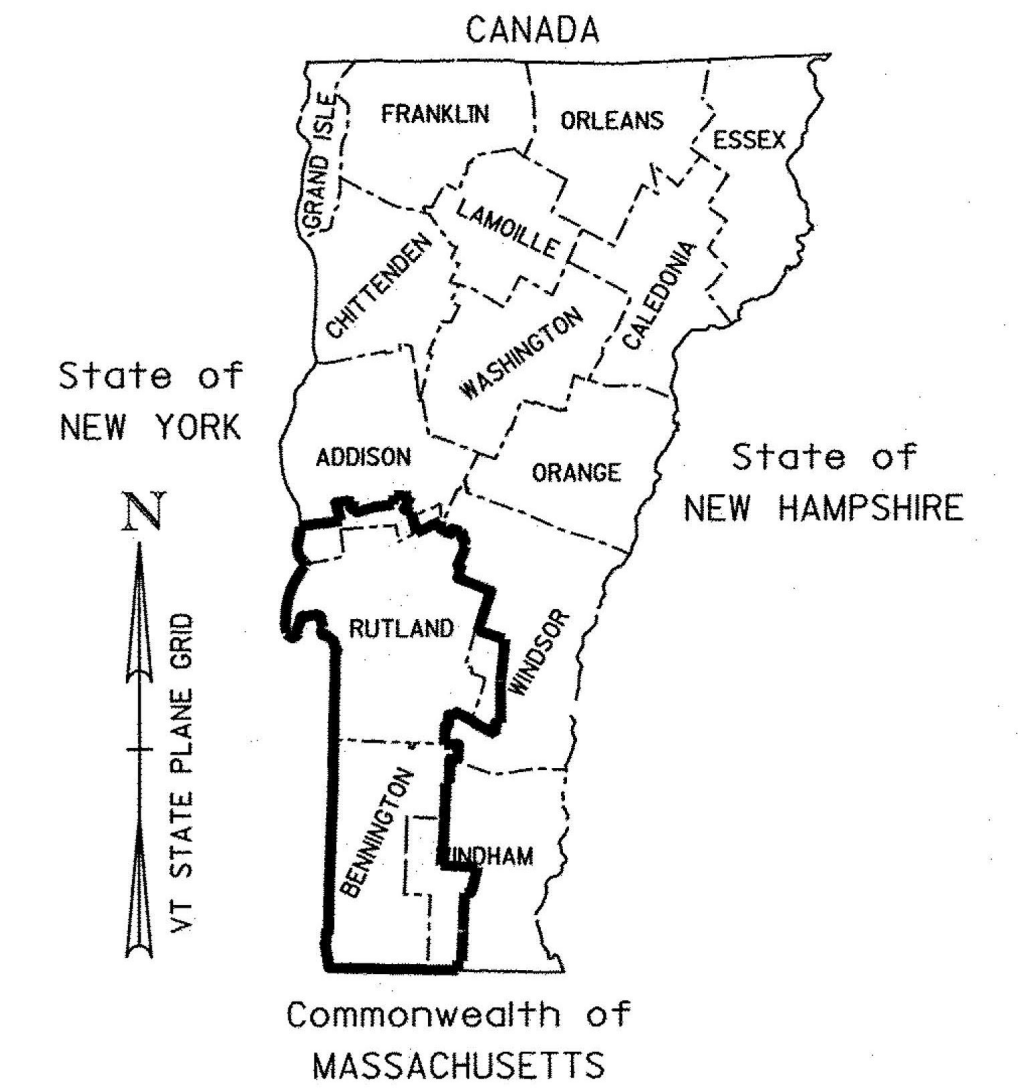 CANADA
GRAND ISLE
FRANKLIN
ORLEANS
ESSEX
LAMOILLE
CHITTENDEN
CALEDONIA
WASHINGTON
State of
NEW YORK
ADDISON
ORANGE
State of
NEW HAMPSHIRE
N
VT STATE PLANE GRID
RUTLAND
WINDSOR
BENNINGTON
INDHAM
Commonwealth of
MASSACHUSETTS